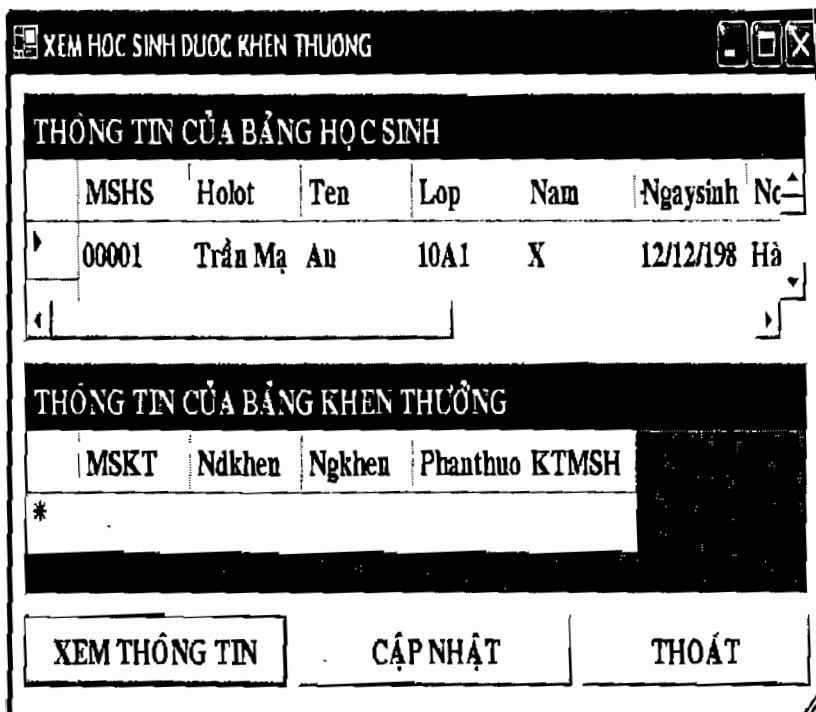 XEM HOC SINH DUOC KHEN THUONG
THÔNG TIN CỦA BẢNG HỌC SINH
MSHS Holot Ten Lop Nam Ngaysinh
00001 Trần Mạ An 10A1 X 12/12/198 Hà
THÔNG TIN CỦA BẢNG KHEN THƯỞNG
MSKT Ndkhen Ngkhen Phanthuo KTMSH
*
XEM THÔNG TIN CẬP NHẬT THOÁT